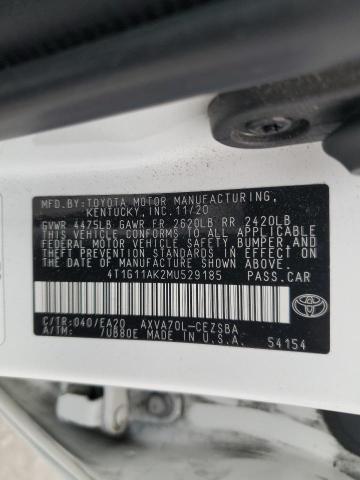 MFD.BY:TOYOTA MOTOR MANUFACTURING,
KENTUCKY,INC.11/20
GVWR 4475LB GAWR FR 2620LB RR 2420LB
THIS VEHICLE CONFORMS TO ALL APPLICABLE
FEDERAL MOTOR VEHICLE SAFETY,BUMPER,AND
THEFT PREVENTION STANDARDS IN EFFECT ON
THE DATE OF MANUFACTURE SHOWN ABOVE.
4T1G11AK2MU529185 PASS.CAR
C/TR:040/EA20 AXVA70L-CEZSBA
A/TM: 7UB80E MADE IN U.S.A. 54154